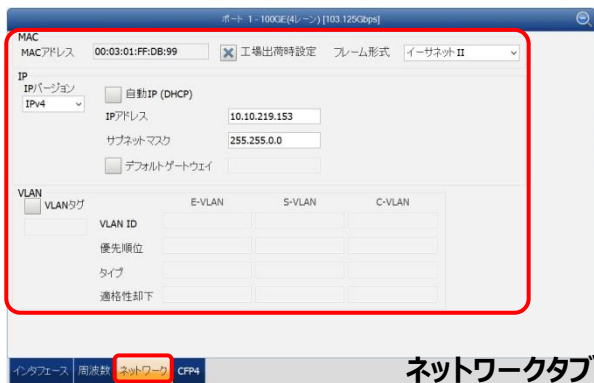 ポート 1 - 100GE(4レーン) [103.125Gbps]
MAC
MACアドレス 00:03:01:FF:DB:99 工場出荷時設定 フレーム形式 イーサネット II
IP
IPバージョン 自動IP (DHCP)
IPv4
IPアドレス 10.10.219.153
サブネットマスク 255.255.0.0
デフォルトゲートウェイ
VLAN
VLANタグ E-VLAN S-VLAN C-VLAN
VLAN ID
優先順位
タイプ
適格性却下
インタフェース 周波数 ネットワーク CFP4 ネットワークタブ